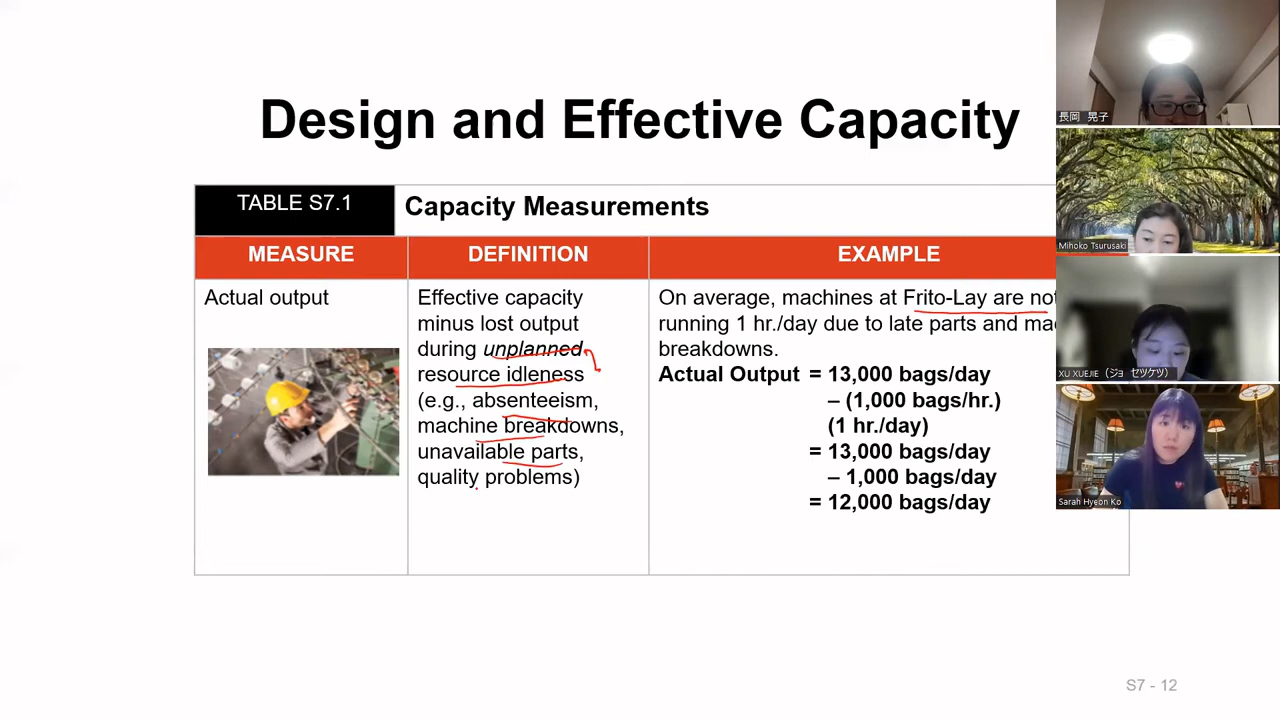 Design and Effective Capacity
TABLE S7.1
Capacity Measurements
MEASURE
DEFINITION
EXAMPLE
Actual output
Effective capacity
minus lost output
during unplanned
resource idleness
(e.g., absenteeism,
machine breakdowns,
unavailable parts,
quality problems)
On average, machines at Frito-Lay are not
running 1 hr./day due to late parts and
breakdowns.
Actual Output = 13,000 bags/day
– (1,000 bags/hr.)
(1 hr./day)
= 13,000 bags/day
– 1,000 bags/day
= 12,000 bags/day
S7 - 12
長岡 晃子
Mihoko Tsurusaki
XU XUEJIE (ジョ セツケツ)
Sarah Hyeon Ko